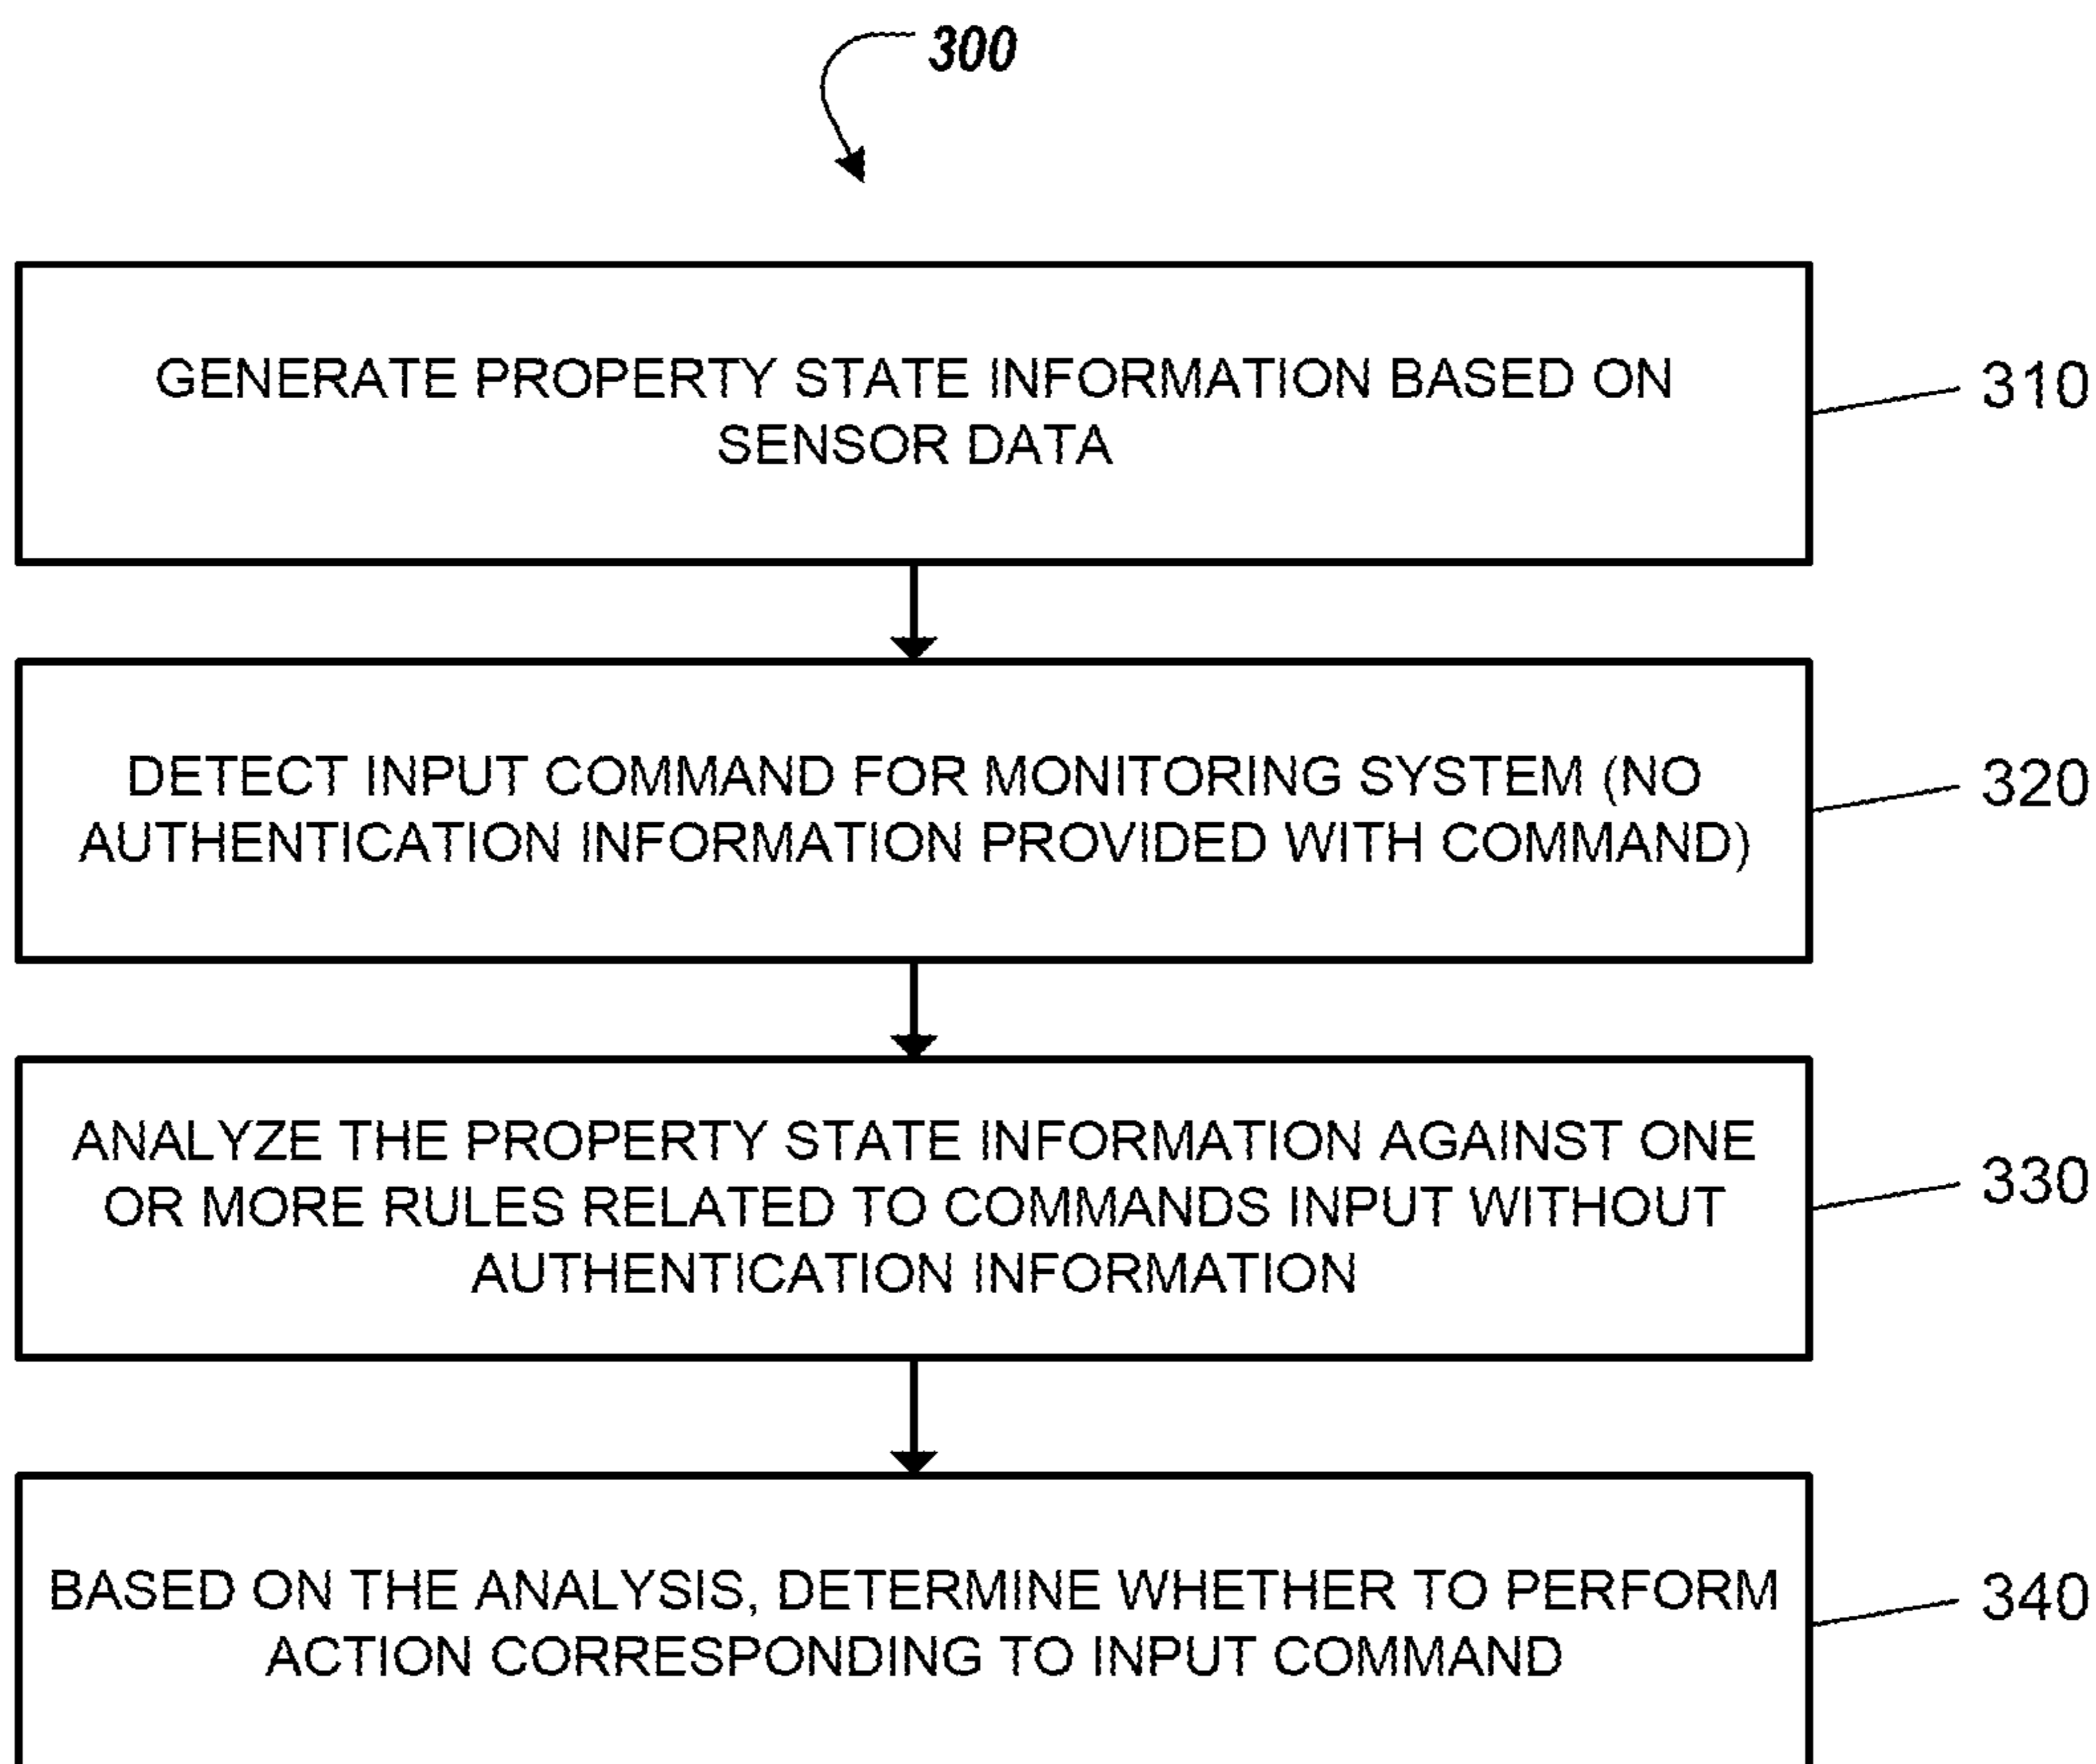 300
GENERATE PROPERTY STATE INFORMATION BASED ON
SENSOR DATA
310
DETECT INPUT COMMAND FOR MONITORING SYSTEM (NO
AUTHENTICATION INFORMATION PROVIDED WITH COMMAND)
320
ANALYZE THE PROPERTY STATE INFORMATION AGAINST ONE
OR MORE RULES RELATED TO COMMANDS INPUT WITHOUT
AUTHENTICATION INFORMATION
330
BASED ON THE ANALYSIS, DETERMINE WHETHER TO PERFORM
ACTION CORRESPONDING TO INPUT COMMAND
340